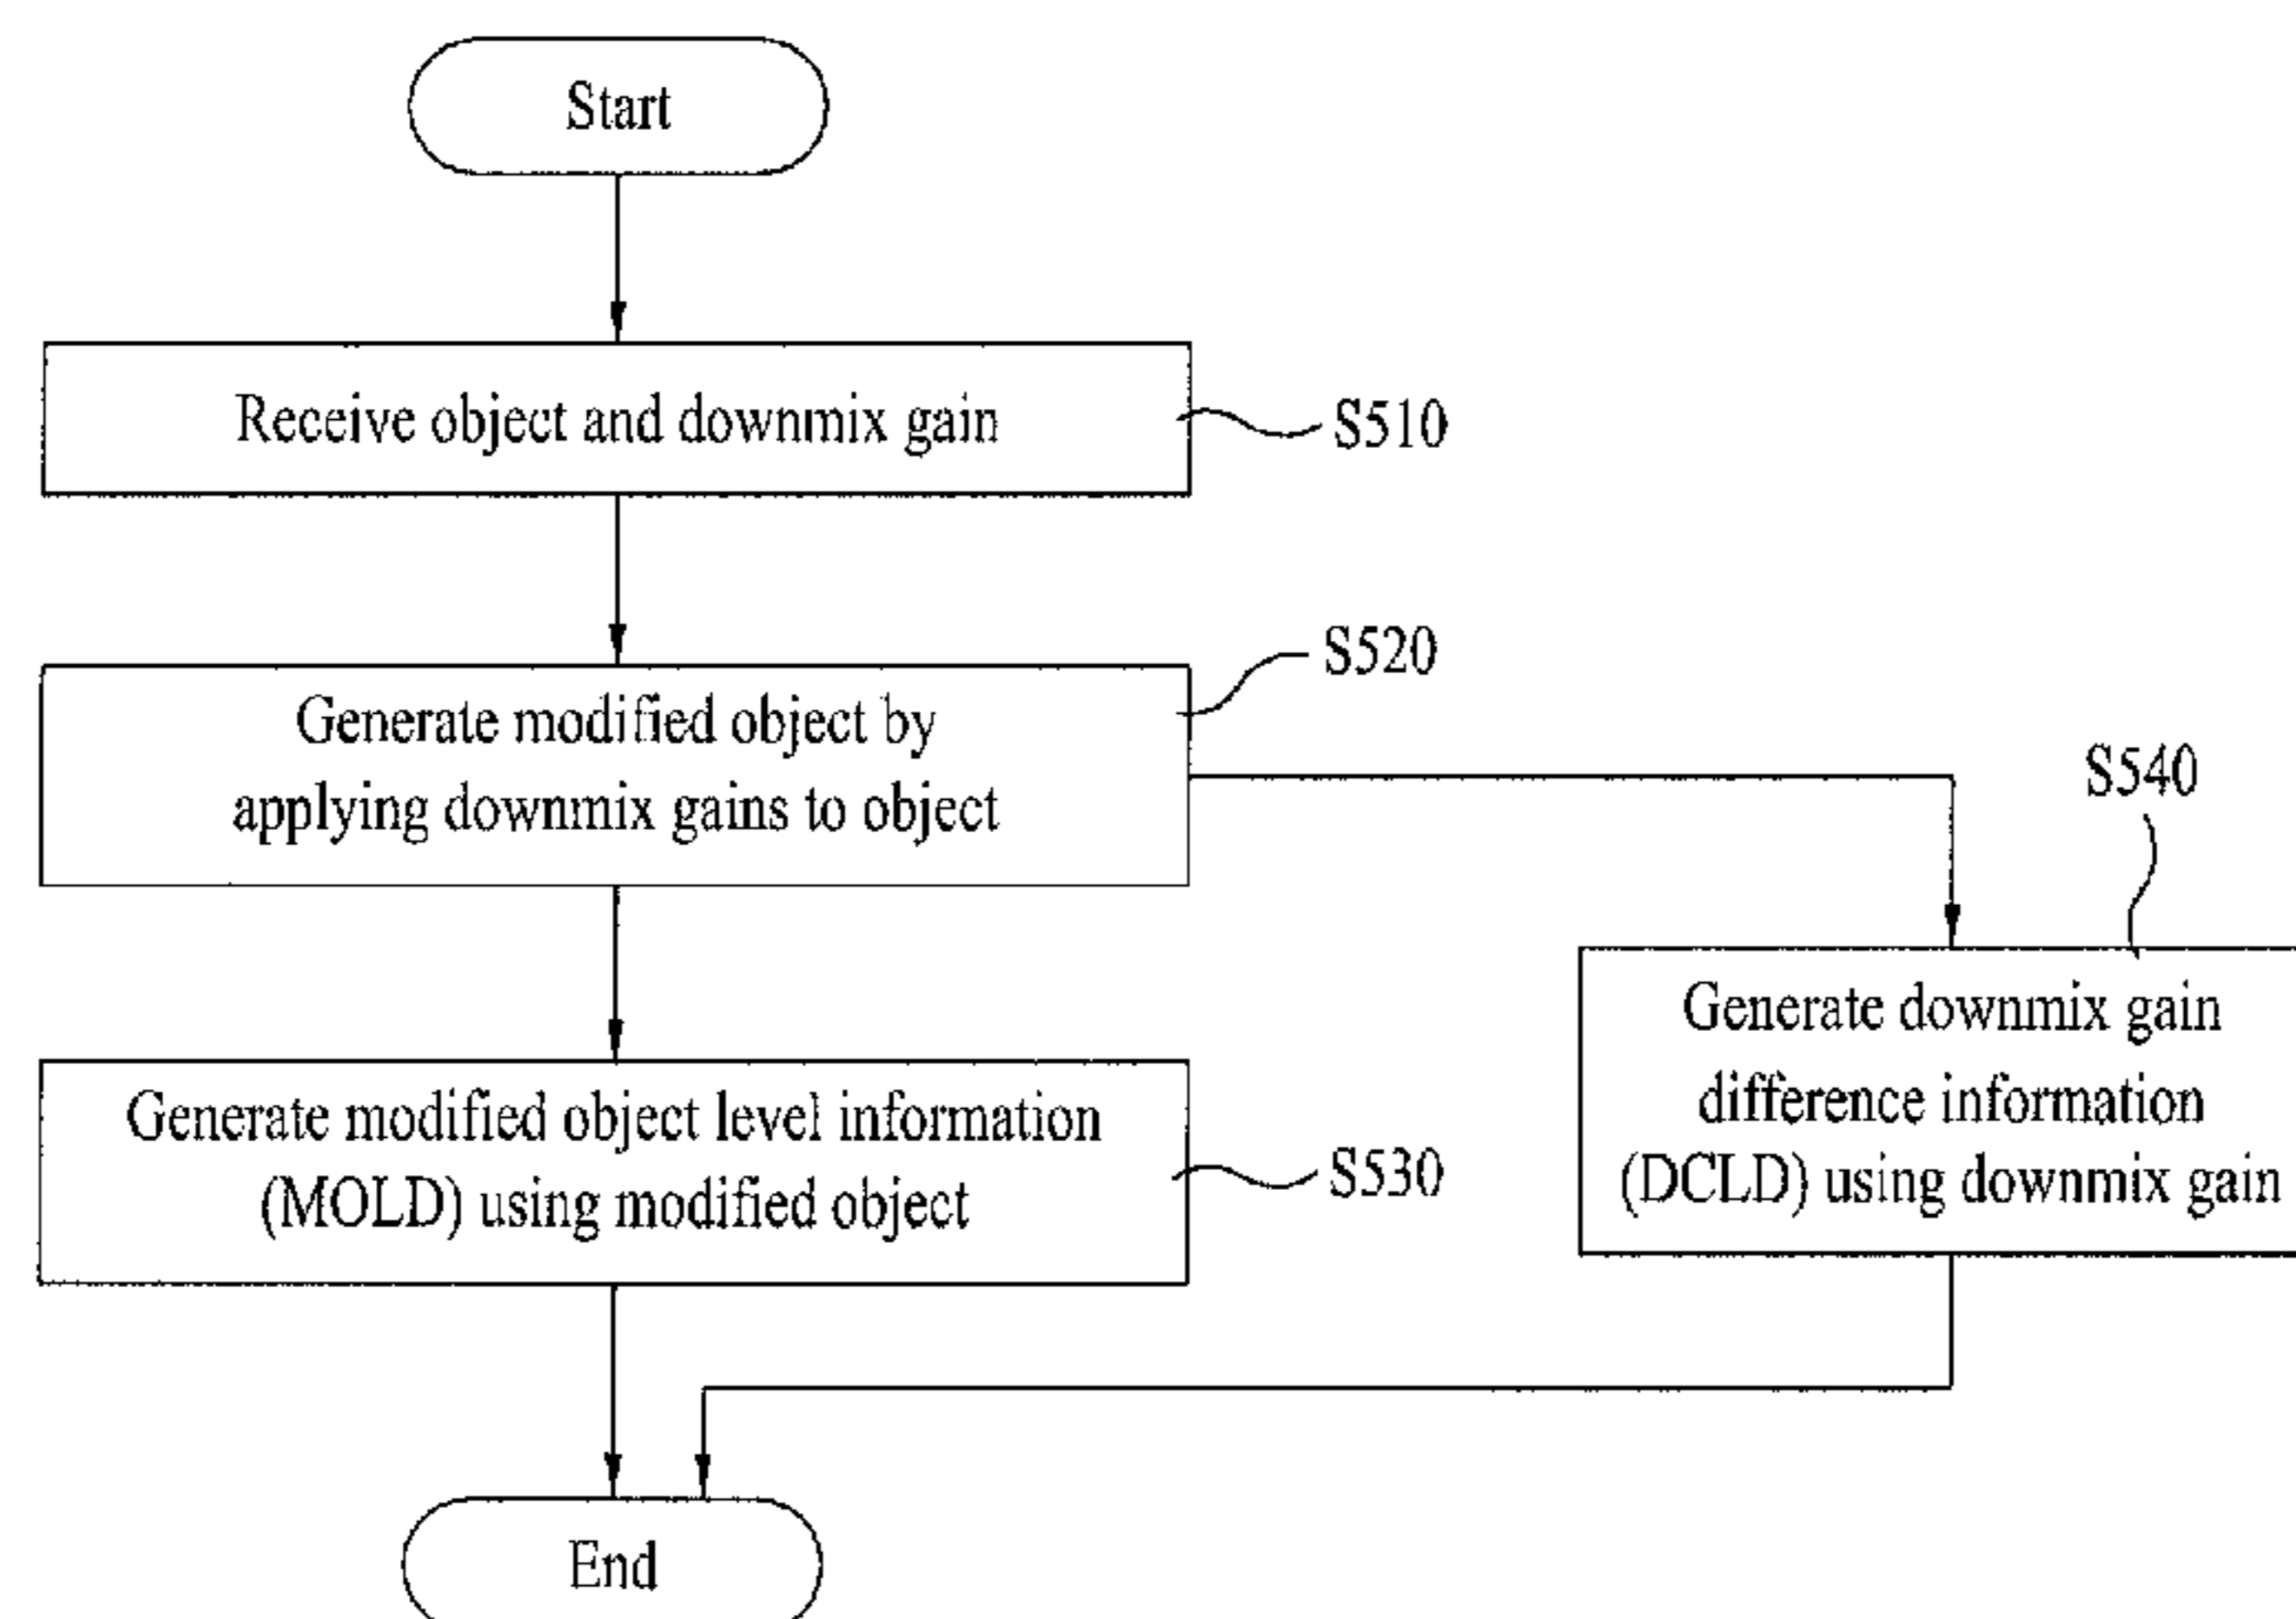 Start
Receive object and downmix gain
S510
S520
Generate modified object by
applying downmix gains to object
S540
Generate downmix gain
difference information
(DCLD) using downmix gain
Generate modified object level information
(MOLD) using modified object
S530
End